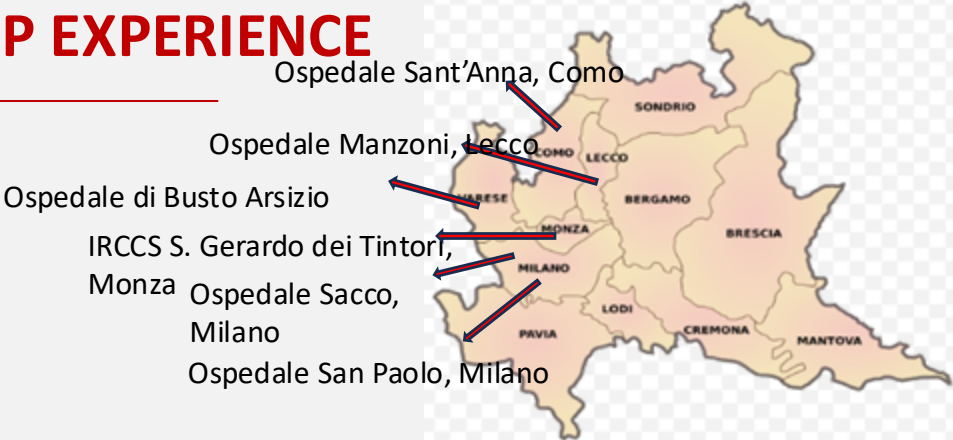 P EXPERIENCE
Ospedale Sant’Anna, Como
Ospedale Manzoni, Lecco
Ospedale di Busto Arsizio
IRCCS S. Gerardo dei Tintori,
Monza
Ospedale Sacco,
Milano
Ospedale San Paolo, Milano
SONDRIO
COMO
LECCO
VARESE
BERGAMO
MONZA
BRESCIA
MILANO
LODI
PAVIA
CREMONA
MANTOVA